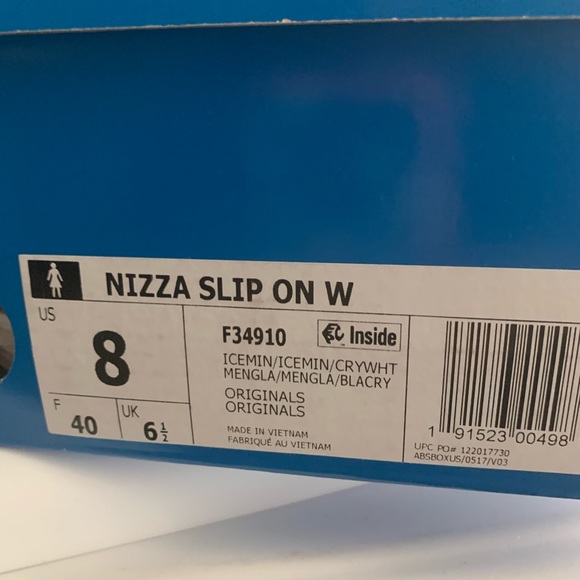 NIZZA SLIP ON W
US
8
F
40
UK
6½
F34910
Inside
ICEMIN/ICEMIN/CRYWHT
MENGLA/MENGLA/BLACRY
ORIGINALS
ORIGINALS
MADE IN VIETNAM
FABRIQUÉ AU VIETNAM
1 91523 00498
UPC PO# 122017730
ABSBOXUS/0517/V03